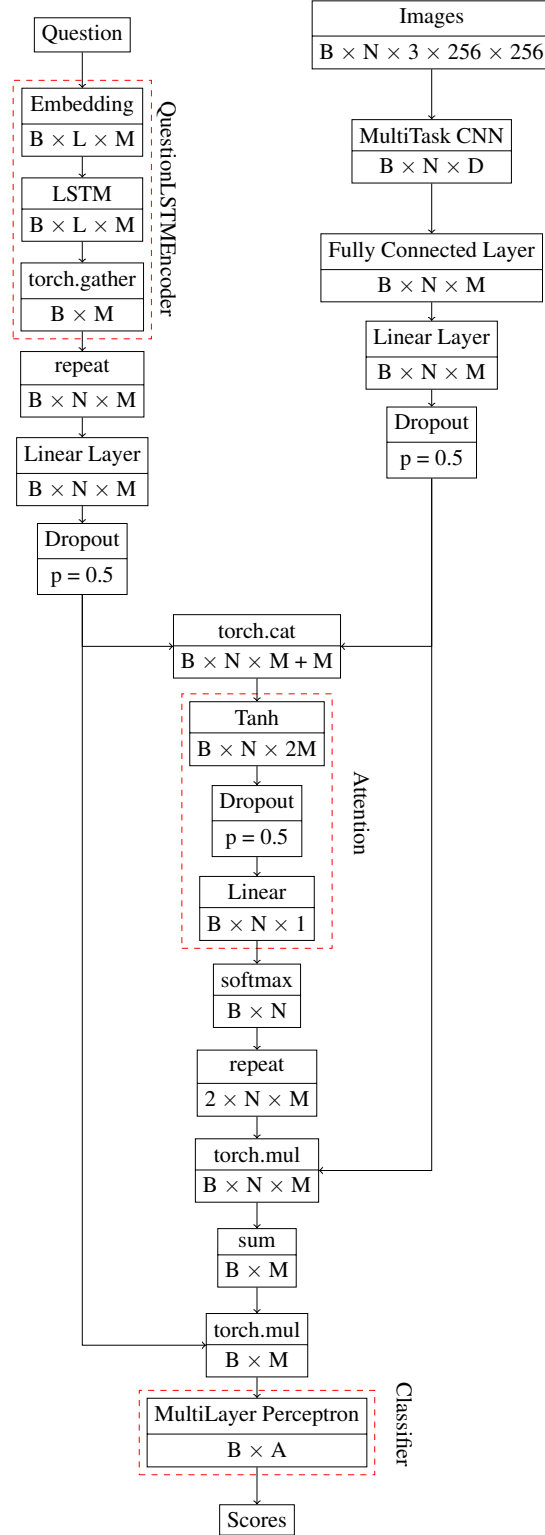 Question
Embedding
B × L × M
LSTM
B × L × M
torch.gather
B × M
QuestionLSTMEncoder
repeat
B × N × M
Linear Layer
B × N × M
Dropout
p = 0.5
Images
B × N × 3 × 256 × 256
MultiTask CNN
B × N × D
Fully Connected Layer
B × N × M
Linear Layer
B × N × M
Dropout
p = 0.5
torch.cat
B × N × M + M
Tanh
B × N × 2M
Dropout
p = 0.5
Linear
B × N × 1
Attention
softmax
B × N
repeat
2 × N × M
torch.mul
B × N × M
sum
B × M
torch.mul
B × M
MultiLayer Perceptron
B × A
Classifier
Scores